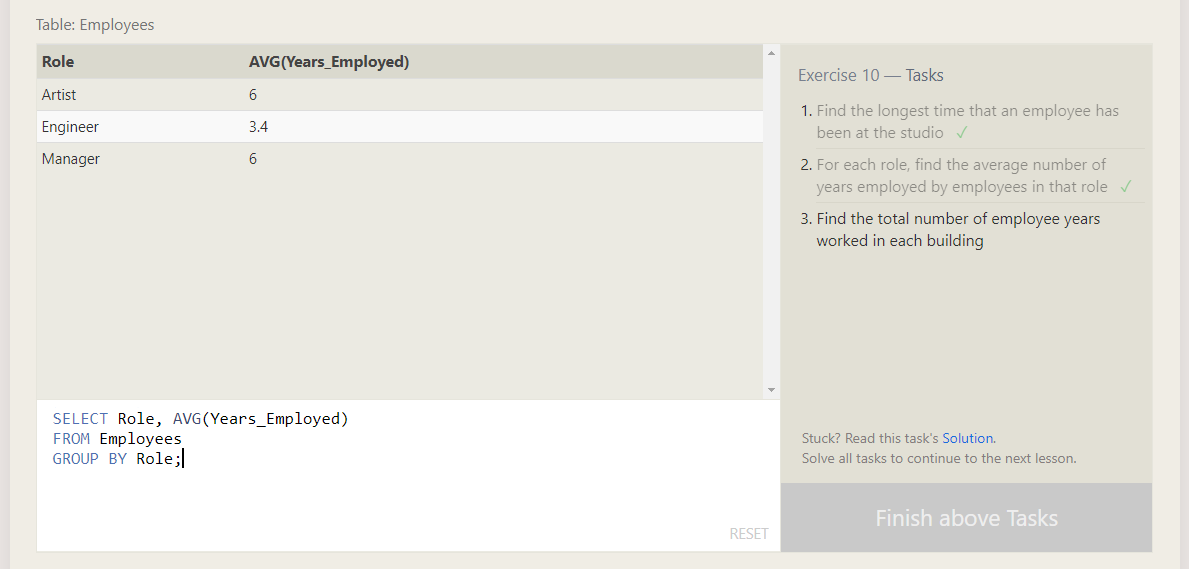 Table: Employees
Role AVG(Years_Employed)
Artist 6
Engineer 3.4
Manager 6
SELECT Role, AVG(Years_Employed)
FROM Employees
GROUP BY Role;
RESET
Exercise 10 — Tasks
1. Find the longest time that an employee has
been at the studio ✓
2. For each role, find the average number of
years employed by employees in that role ✓
3. Find the total number of employee years
worked in each building
Stuck? Read this task's Solution.
Solve all tasks to continue to the next lesson.
Finish above Tasks